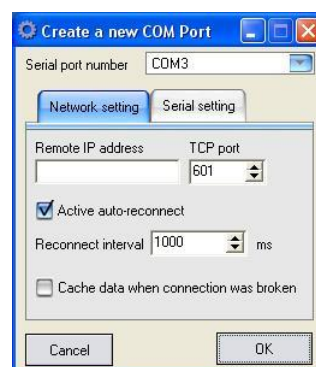 Create a new COM Port
Serial port number COM3
Network setting Serial setting
Remote IP address TCP port
601
Active auto-reconnect
Reconnect interval 1000 ms
Cache data when connection was broken
Cancel OK